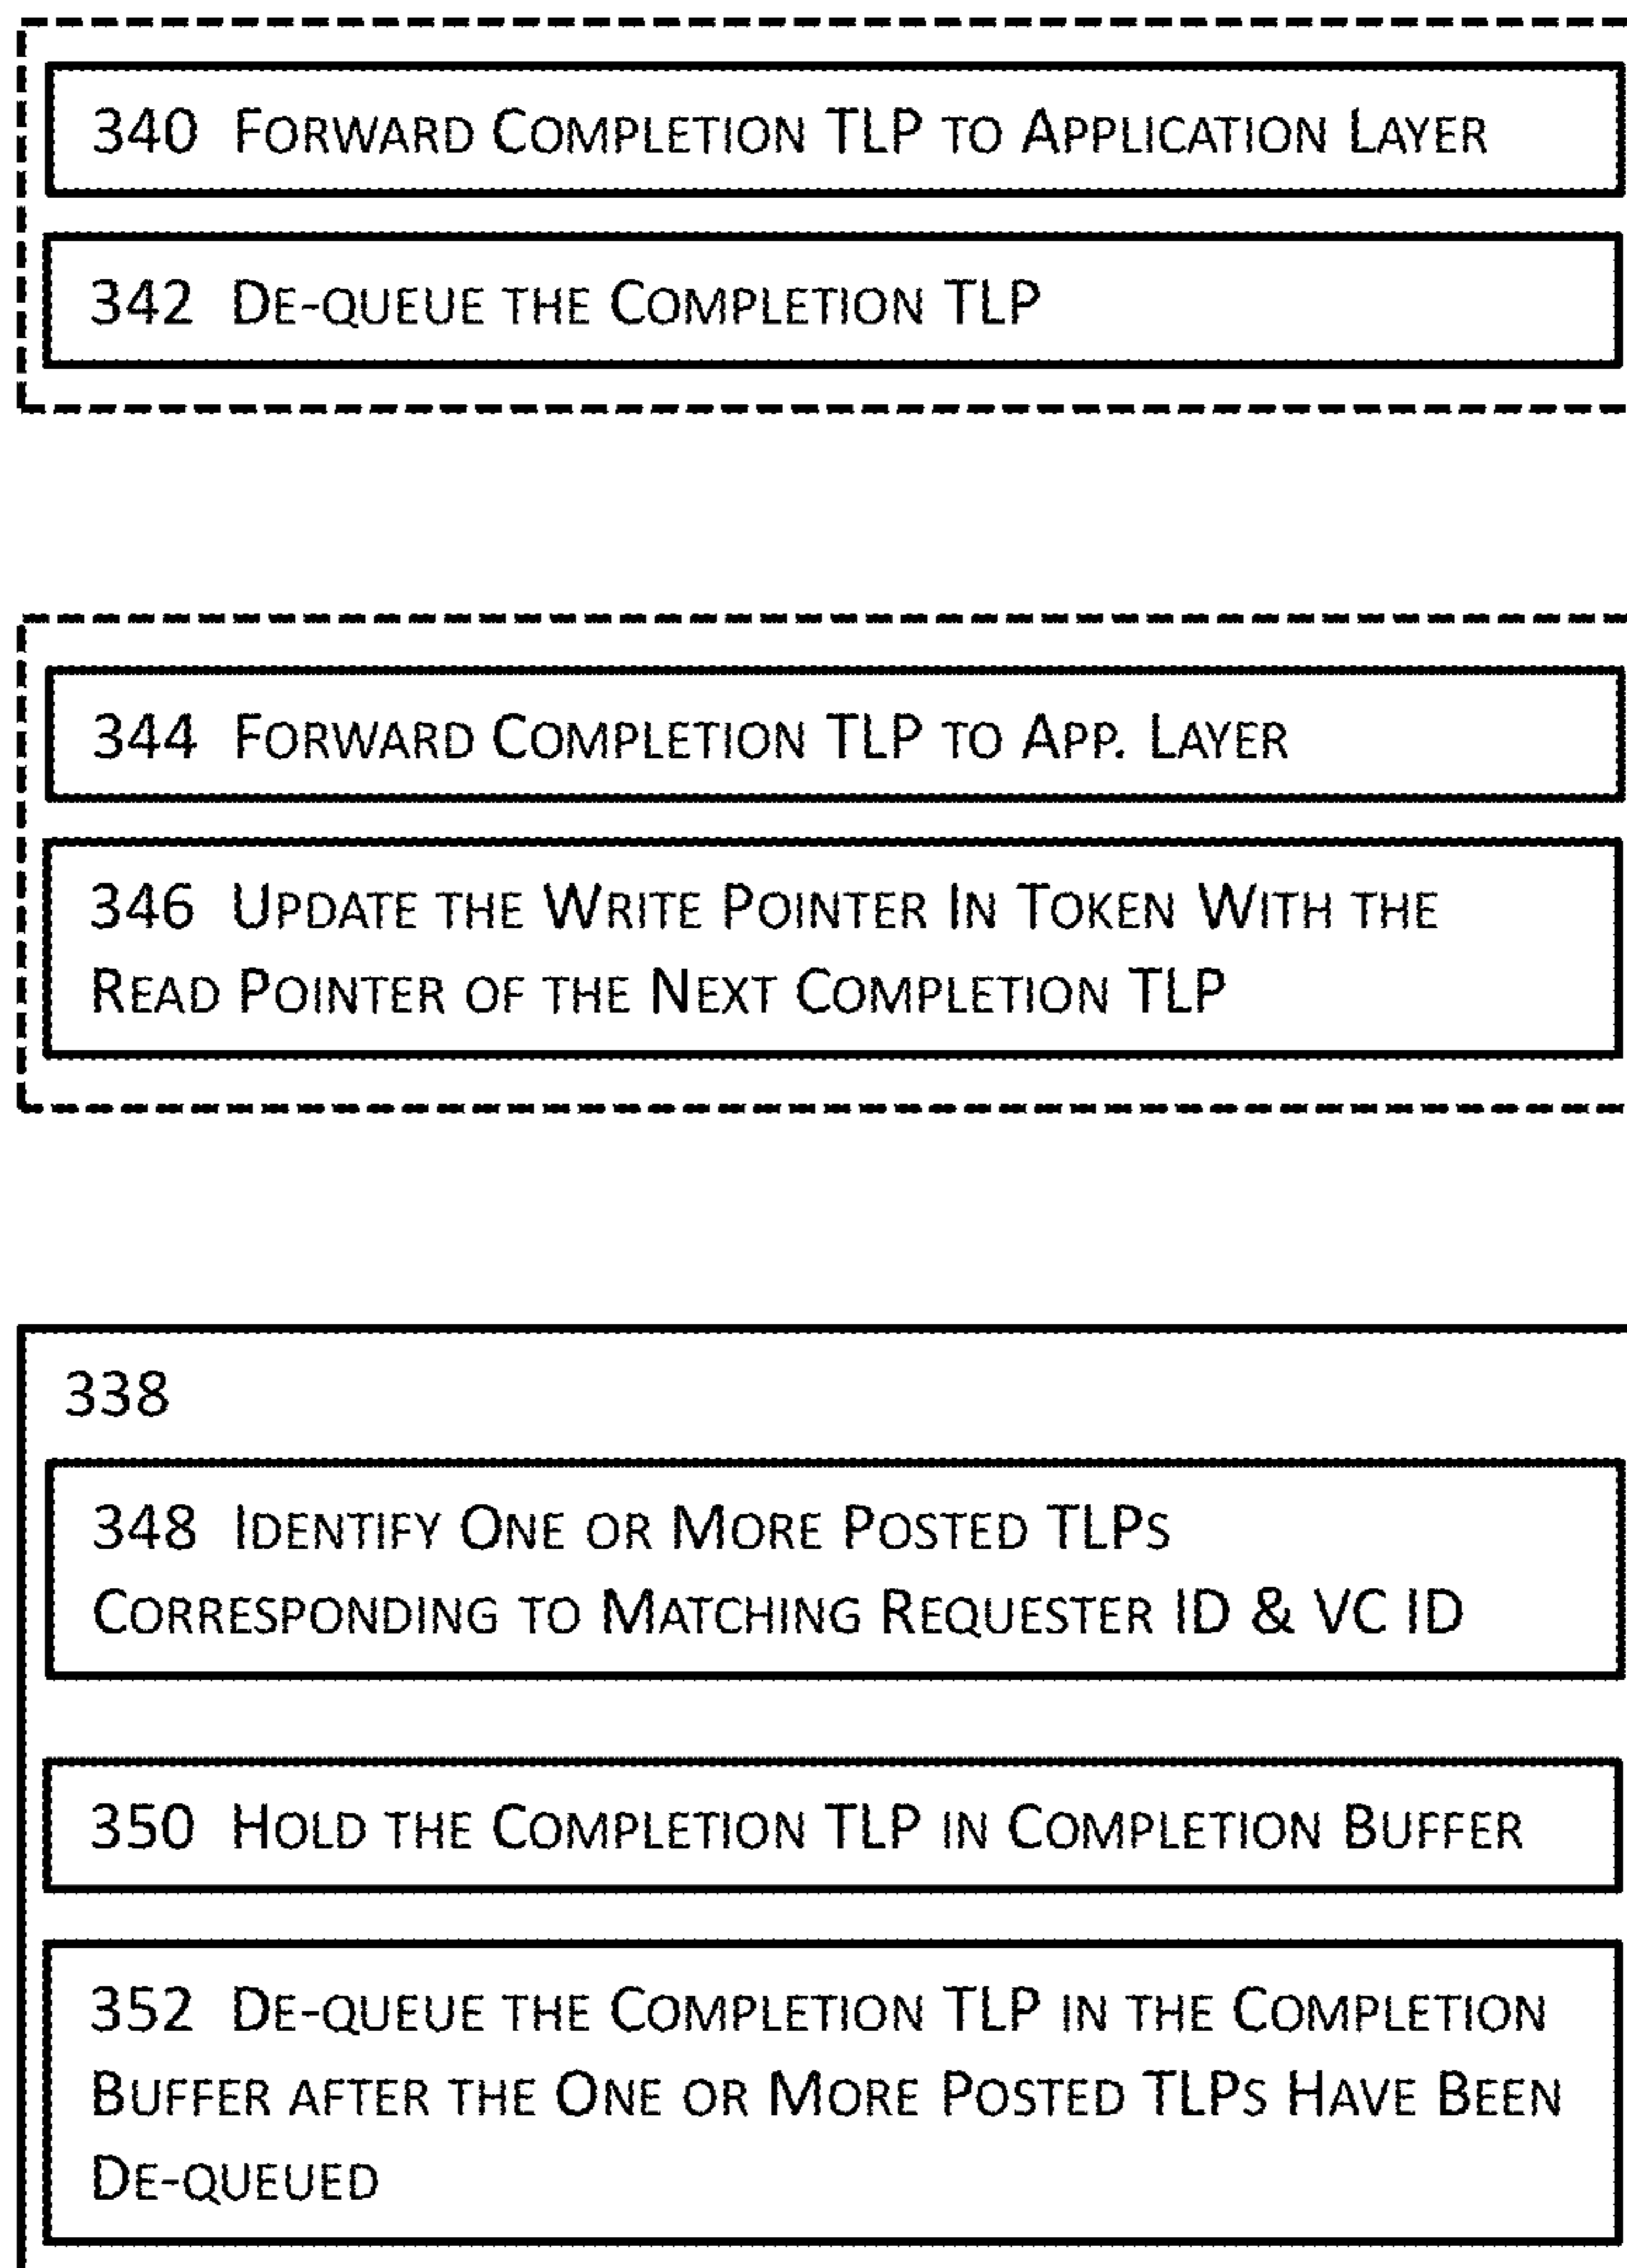 340 Forward Completion TLP to Application Layer
342 De-queue the Completion TLP
344 Forward Completion TLP to App. Layer
346 Update the Write Pointer In Token With the
Read Pointer of the Next Completion TLP
338
348 Identify One or More Posted TLPs
Corresponding to Matching Requester ID & VC ID
350 Hold the Completion TLP in Completion Buffer
352 De-queue the Completion TLP in the Completion
Buffer after the One or More Posted TLPs Have Been
De-queued